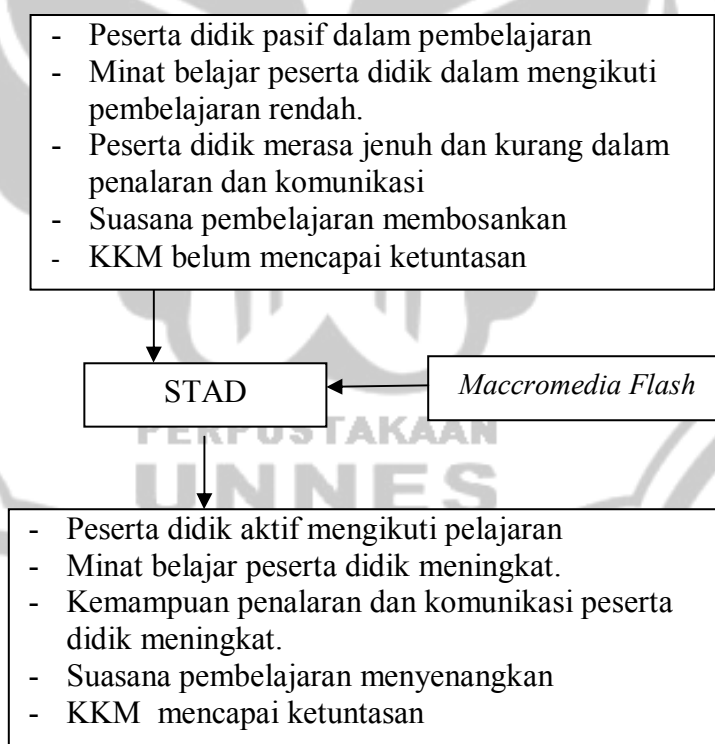 - Peserta didik pasif dalam pembelajaran
- Minat belajar peserta didik dalam mengikuti
pembelajaran rendah.
- Peserta didik merasa jenuh dan kurang dalam
penalaran dan komunikasi
- Suasana pembelajaran membosankan
- KKM belum mencapai ketuntasan
STAD
Maccromedia Flash
PERPUSTAKAAN
UNNES
- Peserta didik aktif mengikuti pelajaran
- Minat belajar peserta didik meningkat.
- Kemampuan penalaran dan komunikasi peserta
didik meningkat.
- Suasana pembelajaran menyenangkan
- KKM mencapai ketuntasan